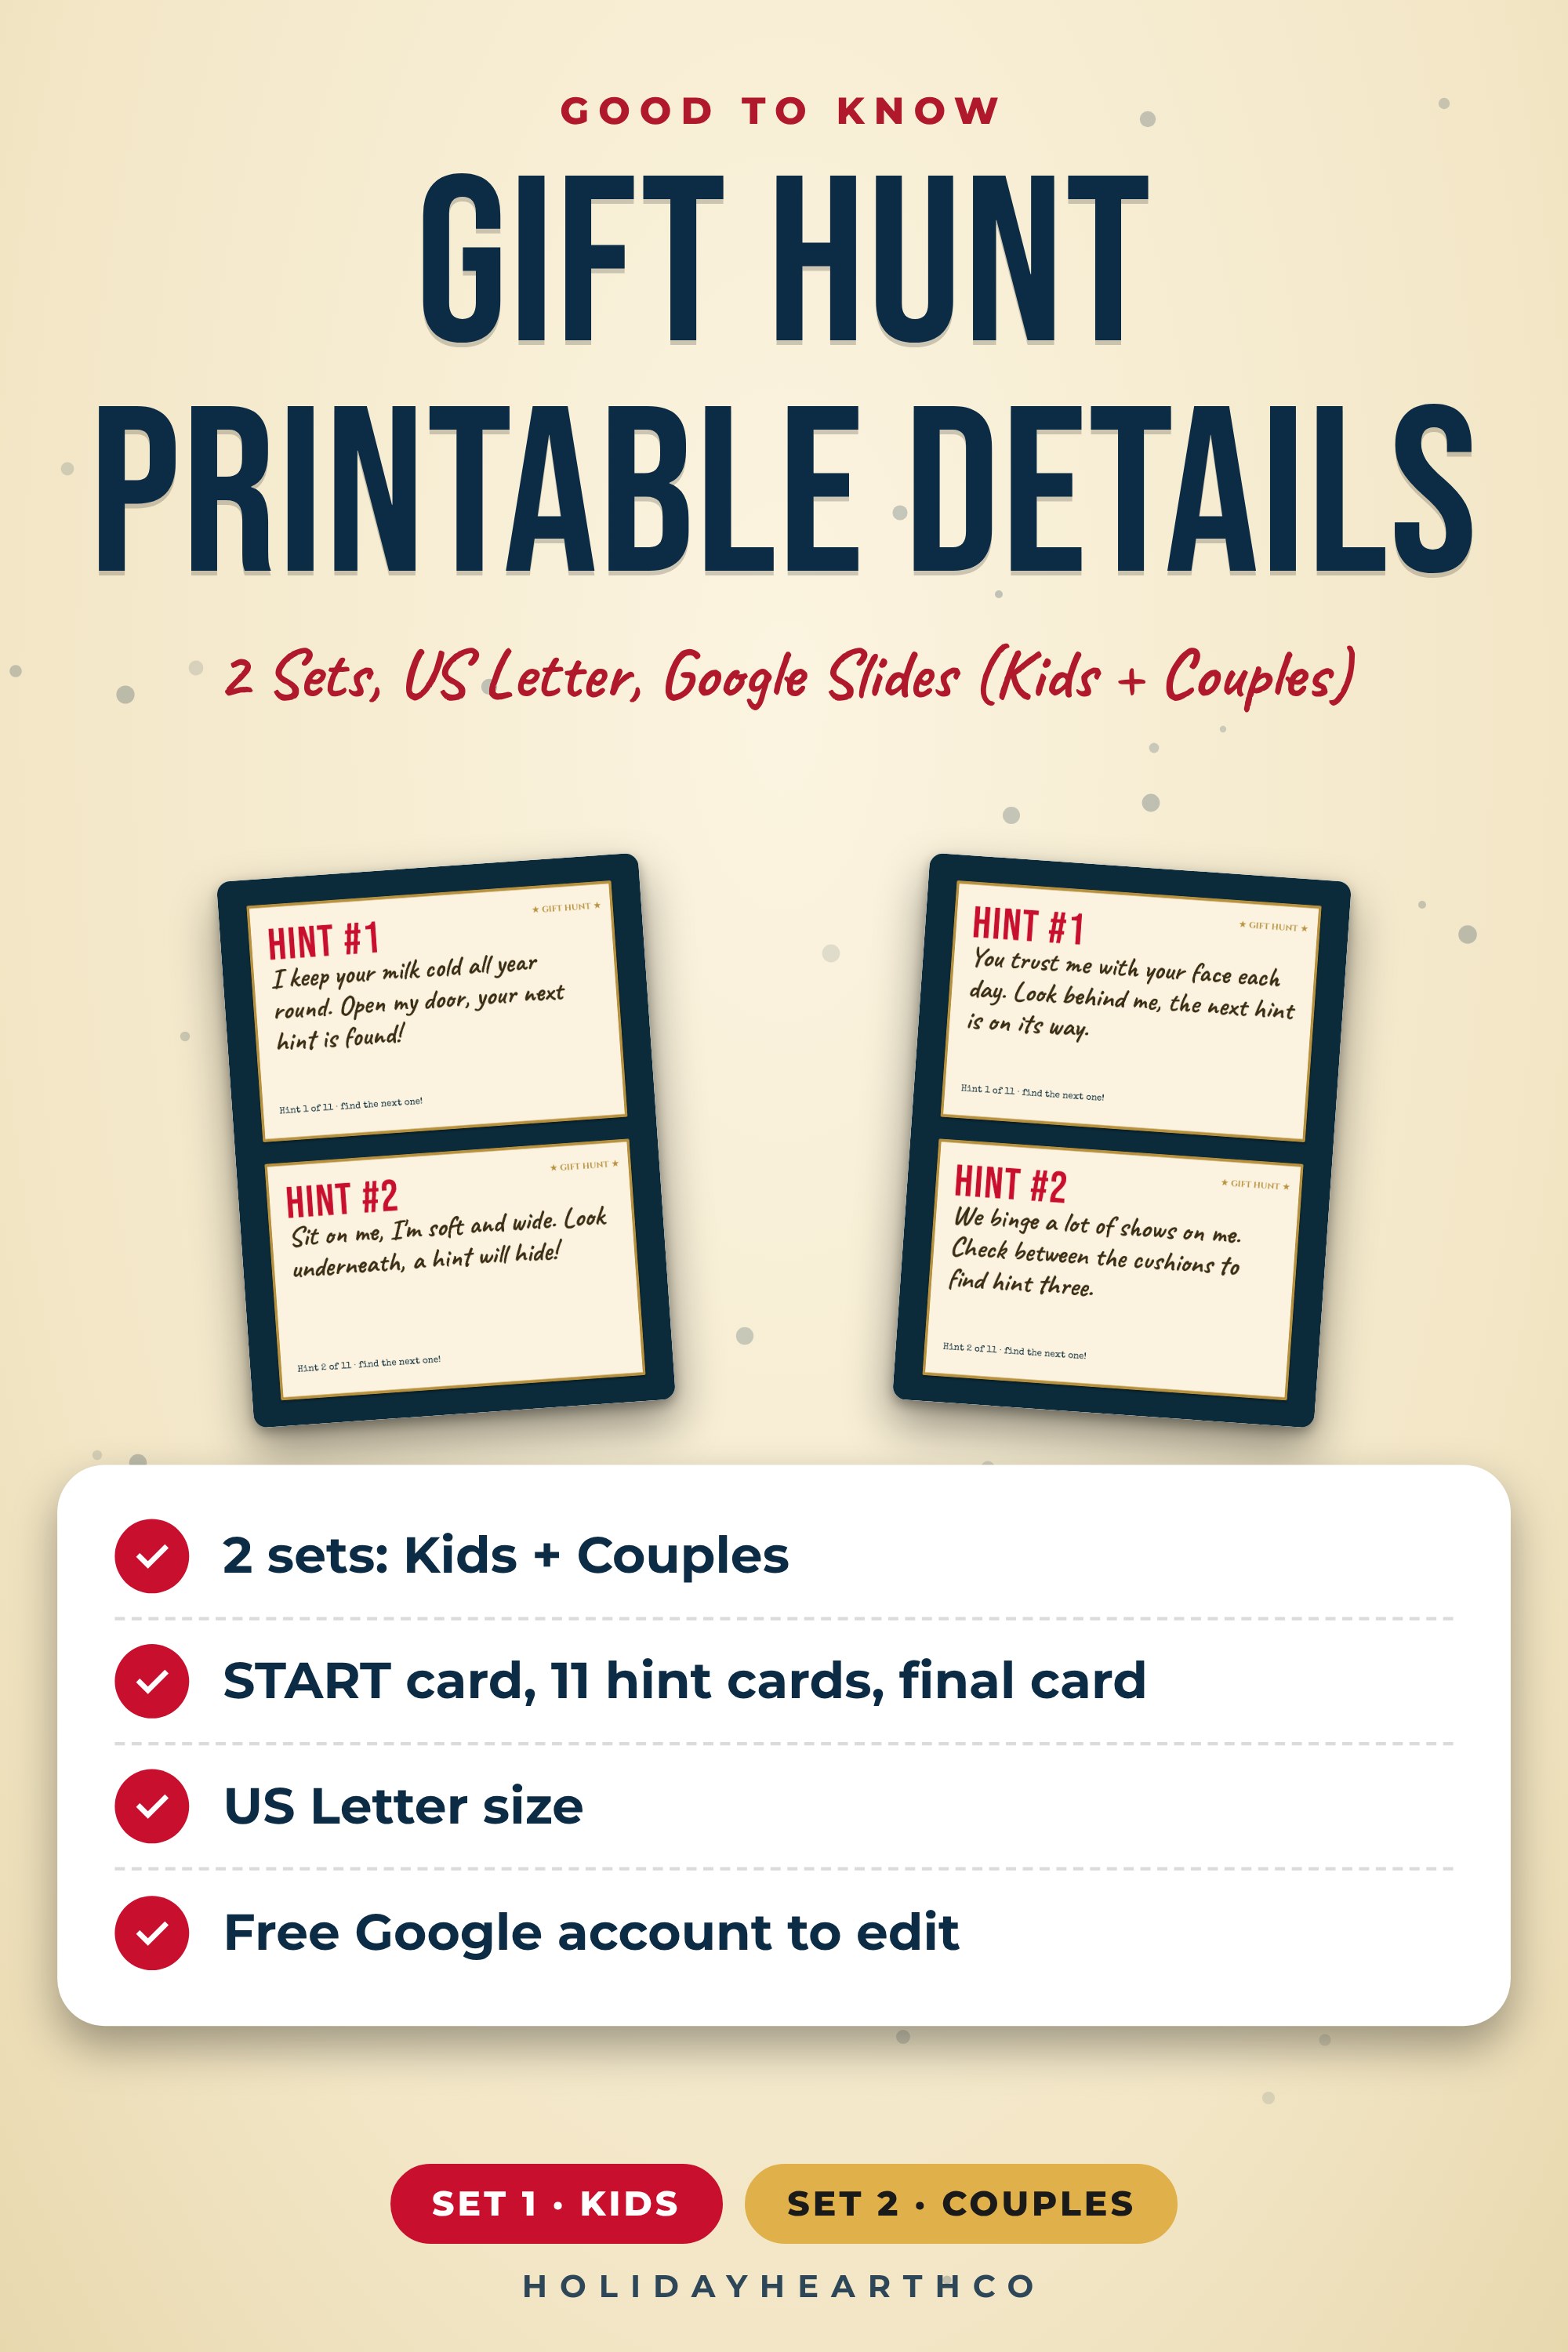 GOOD TO KNOW
GIFT HUNT
PRINTABLE DETAILS
2 Sets, US Letter, Google Slides (Kids + Couples)
★ GIFT HUNT ★
HINT #1
I keep your milk cold all year
round. Open my door, your next
hint is found!
Hint 1 of 11 · find the next one!
★ GIFT HUNT ★
HINT #2
Sit on me, I'm soft and wide. Look
underneath, a hint will hide!
Hint 2 of 11 · find the next one!
★ GIFT HUNT ★
HINT #1
You trust me with your face each
day. Look behind me, the next hint
is on its way.
Hint 1 of 11 · find the next one!
★ GIFT HUNT ★
HINT #2
We binge a lot of shows on me.
Check between the cushions to
find hint three.
Hint 2 of 11 · find the next one!
2 sets: Kids + Couples
START card, 11 hint cards, final card
US Letter size
Free Google account to edit
SET 1 · KIDS
SET 2 · COUPLES
HOLIDAYHEARTHCO